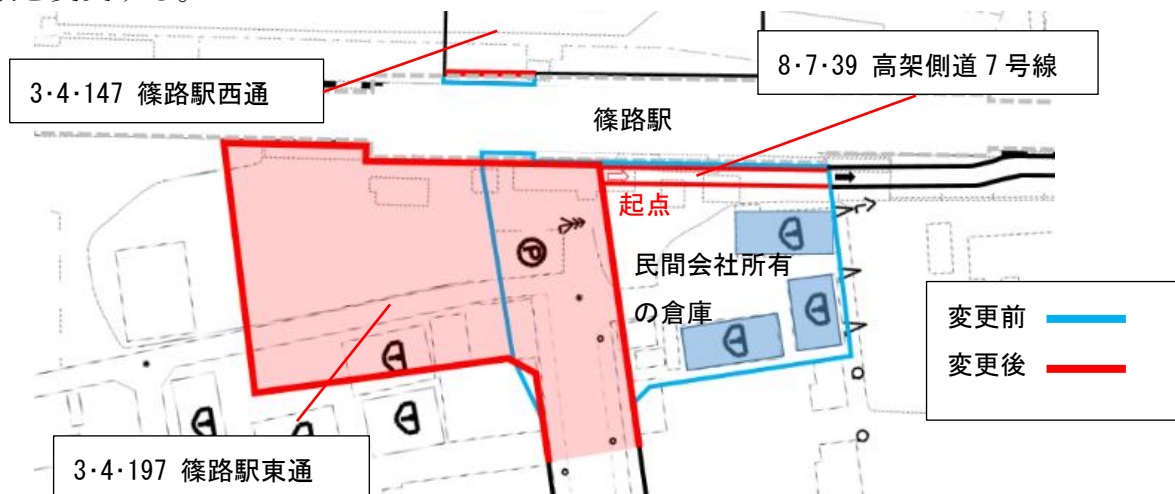 3・4・147 篠路駅西通
8・7・39 高架側道 7 号線
篠路駅
起点
民間会社所有
の倉庫
変更前
変更後
3・4・197 篠路駅東通
P